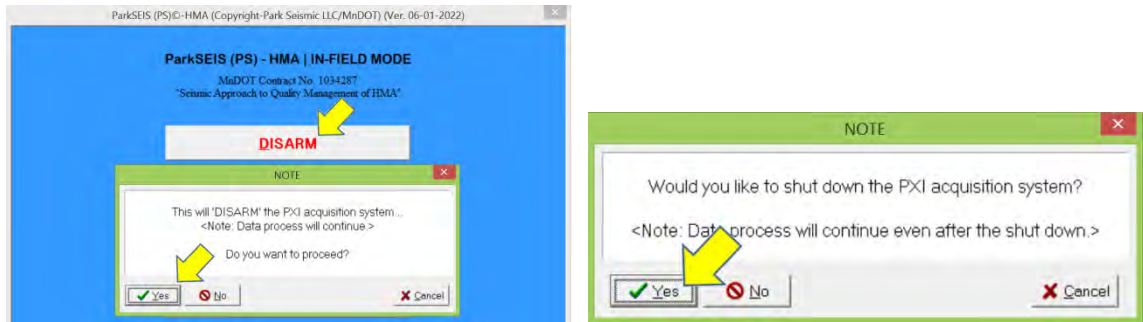 ParkSEIS (PS)©-HMA (Copyright-Park Seismic LLC/MnDOT) (Ver. 06-01-2022)
ParkSEIS (PS) - HMA | IN-FIELD MODE
MnDOT Contract No. 1034287
"Seismic Approach to Quality Management of HMA"
DISARM
NOTE
This will 'DISARM' the PXI acquisition system ...
<Note: Data process will continue >
Do you want to proceed?
Yes
No
Cancel
NOTE
Would you like to shut down the PXI acquisition system?
<Note: Data process will continue even after the shut down.>
Yes
No
Cancel